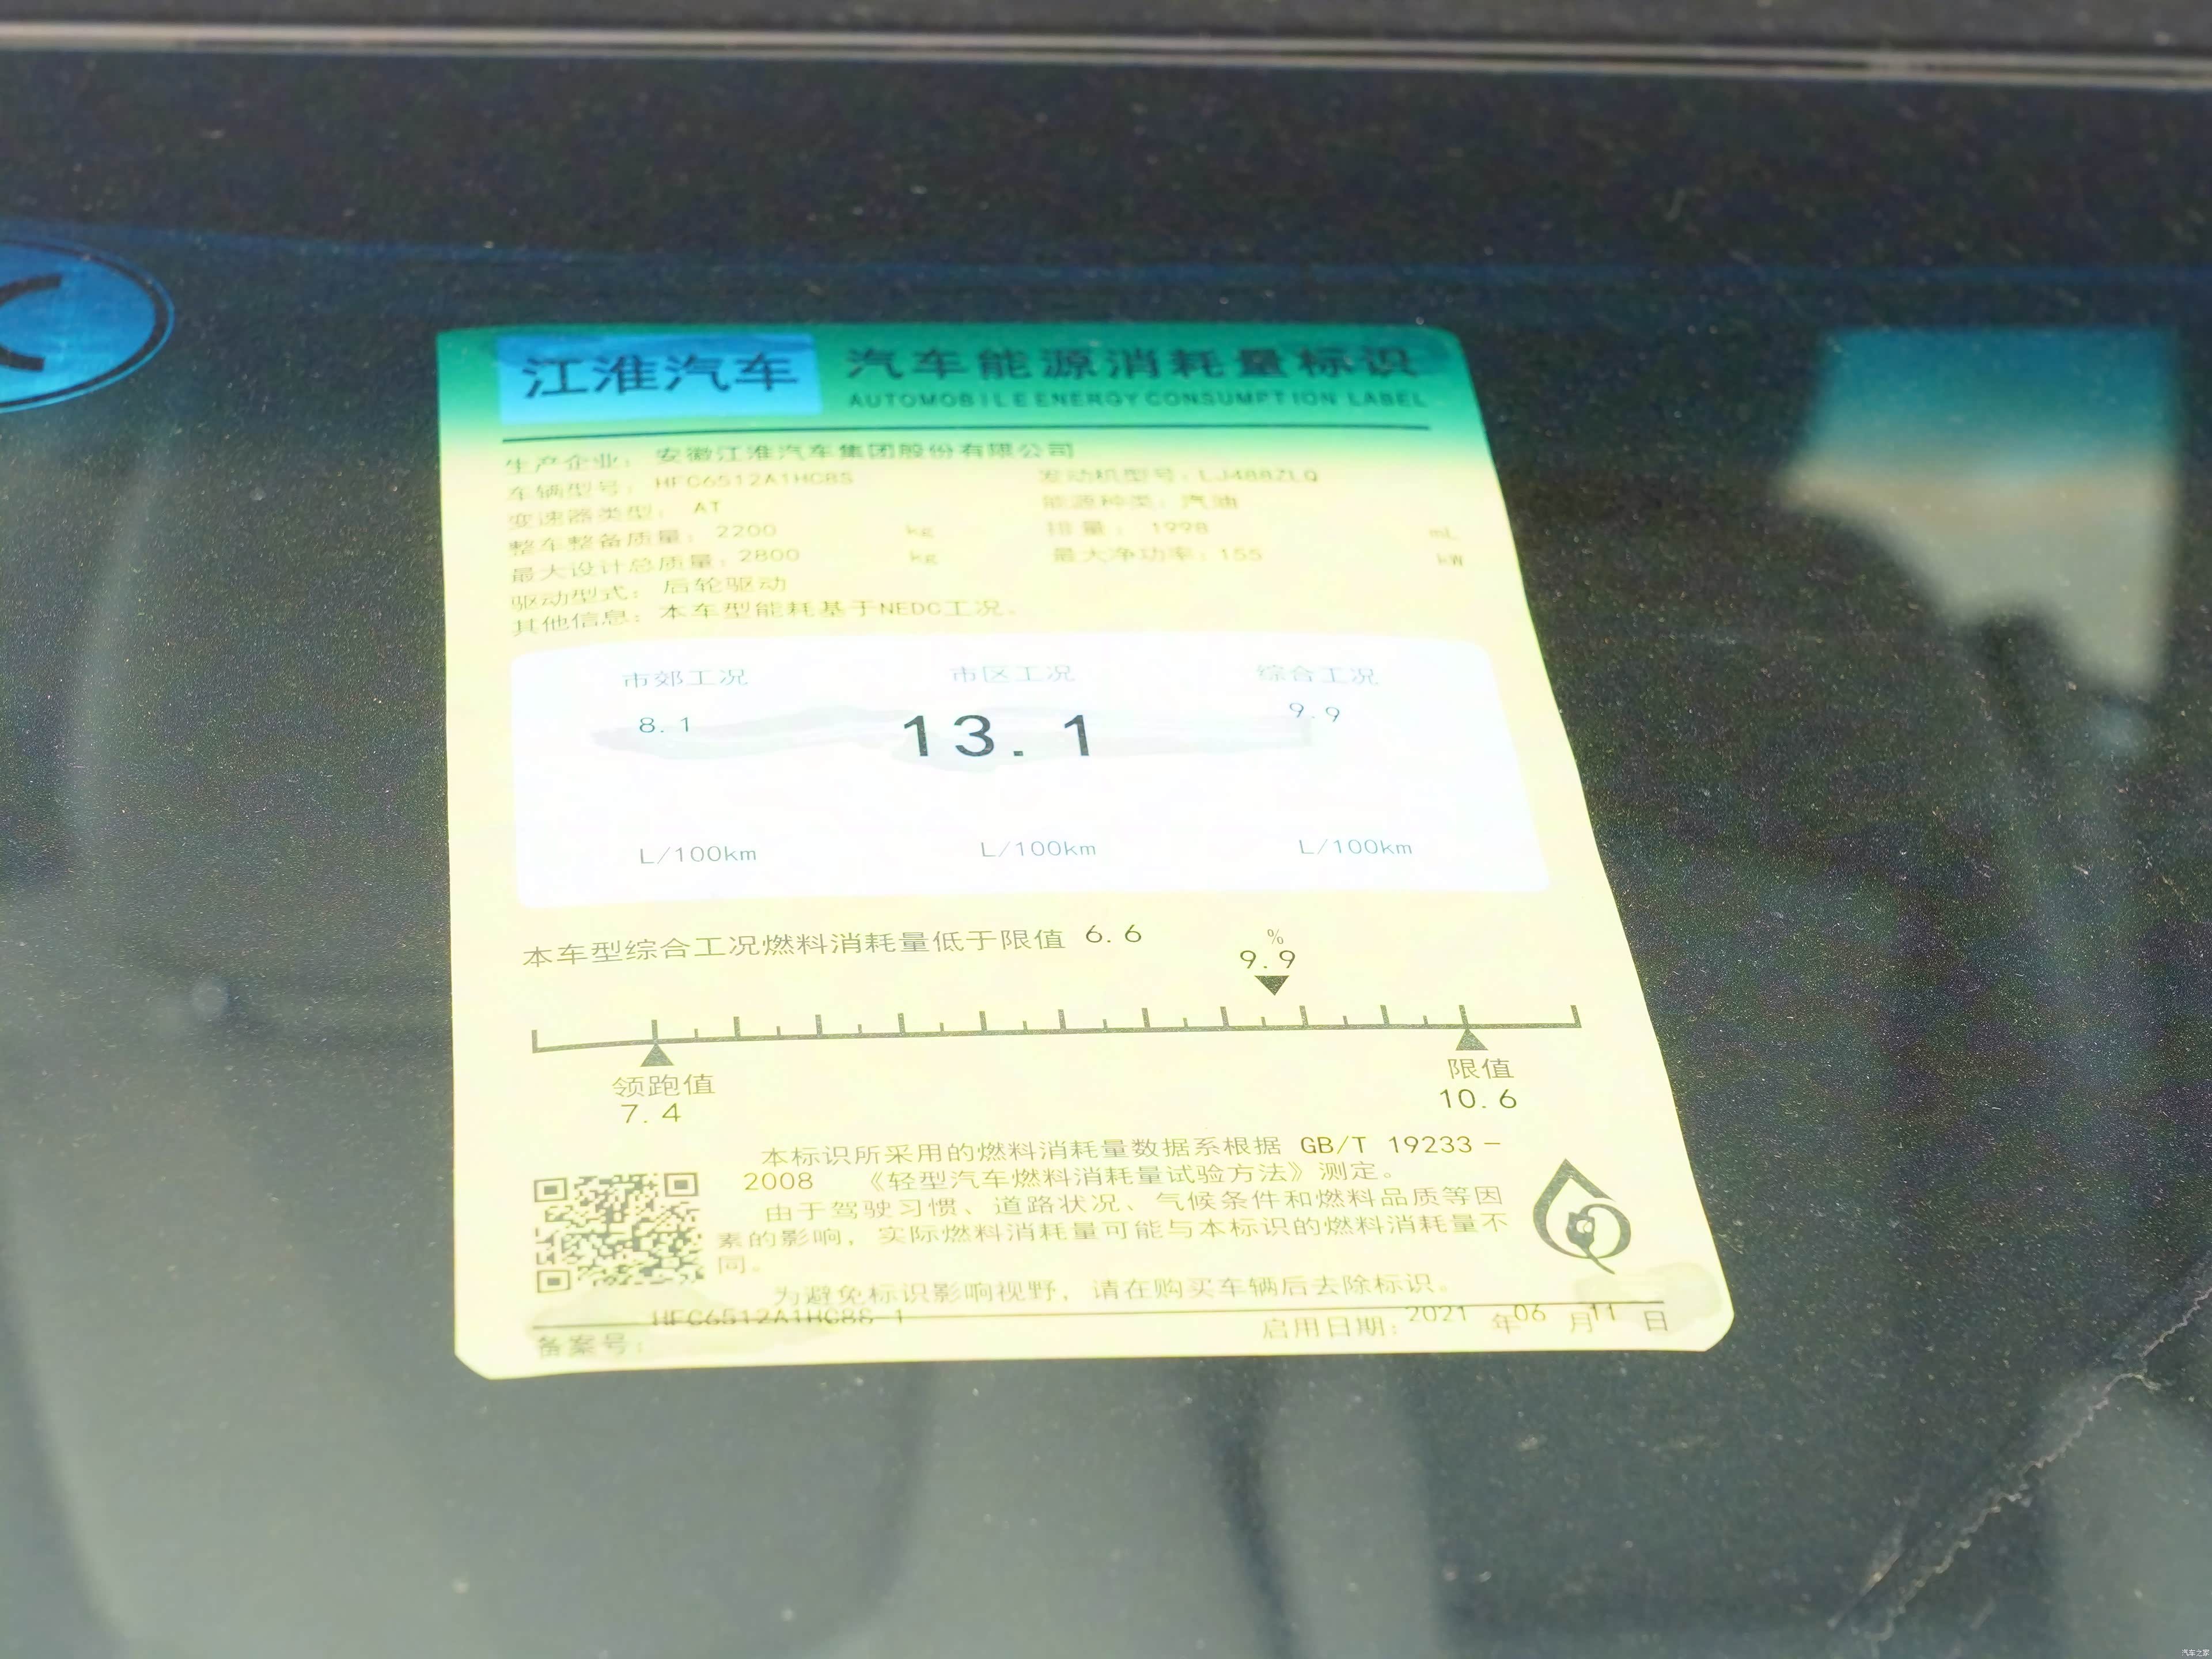 江淮汽车 汽车能源消耗量标识
AUTOMOBILE ENERGY CONSUMPTION LABEL
生产企业: 安徽江淮汽车集团股份有限公司
车辆型号: HFC6512A1HC8S 发动机型号: LJ488ZLQ
变速器类型: AT 能源种类: 汽油
整车整备质量: 2200 kg 排量: 1998 mL
最大设计总质量: 2800 kg 最大净功率: 155 kW
驱动型式: 后轮驱动
其他信息: 本车型能耗基于NEDC工况。
市郊工况 市区工况 综合工况
8.1 13.1 9.9
L/100km L/100km L/100km
本车型综合工况燃料消耗量低于限值 6.6 %
9.9
领跑值 限值
7.4 10.6
本标识所采用的燃料消耗量数据系根据 GB/T 19233-
2008 《轻型汽车燃料消耗量试验方法》测定。
由于驾驶习惯、道路状况、气候条件和燃料品质等因
素的影响, 实际燃料消耗量可能与本标识的燃料消耗量不
同。
为避免标识影响视野, 请在购买车辆后去除标识。
备案号: HFC6512A1HC8S-1 启用日期: 2021 年 06 月 11 日
汽车之家